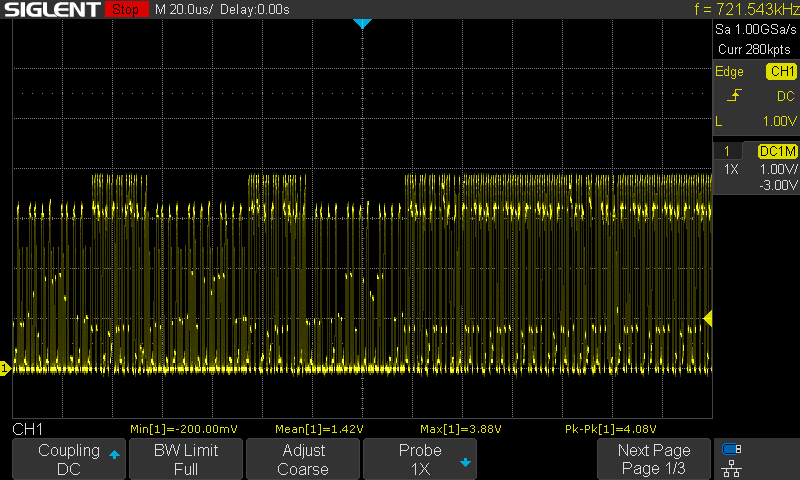 SIGLENT Stop M 20.0us/ Delay:0.00s f = 721.543kHz
Sa 1.00GSa/s
Curr 280kpts
Edge CH1
DC
L 1.00V
1 DC1M
1X 1.00V/
-3.00V
1
CH1 Min[1]=-200.00mV Mean[1]=1.42V Max[1]=3.88V Pk-Pk[1]=4.08V
Coupling BW Limit Adjust Probe Next Page
DC Full Coarse 1X Page 1/3